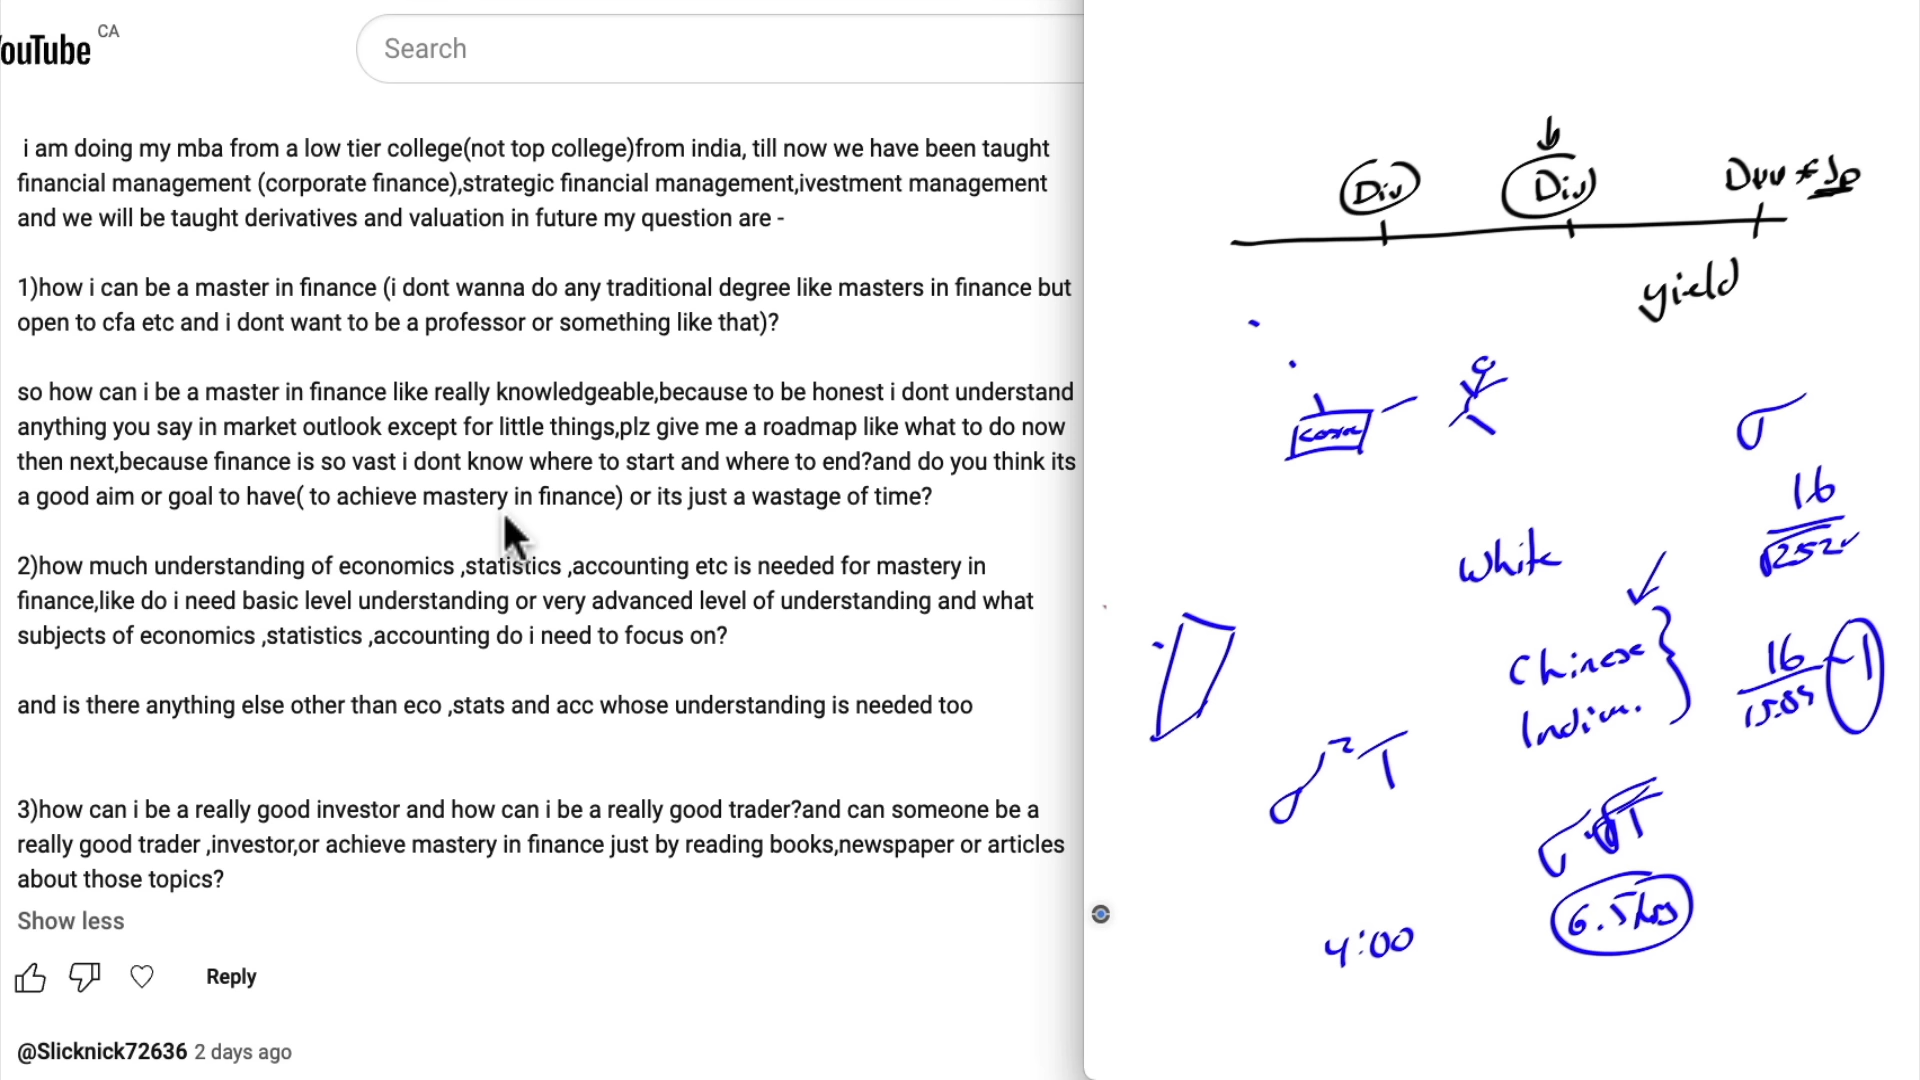 ouTube CA
Search
i am doing my mba from a low tier college(not top college)from india, till now we have been taught
financial management (corporate finance),strategic financial management,ivestment management
and we will be taught derivatives and valuation in future my question are -
1)how i can be a master in finance (i dont wanna do any traditional degree like masters in finance but
open to cfa etc and i dont want to be a professor or something like that)?
so how can i be a master in finance like really knowledgeable,because to be honest i dont understand
anything you say in market outlook except for little things,plz give me a roadmap like what to do now
then next,because finance is so vast i dont know where to start and where to end?and do you think its
a good aim or goal to have( to achieve mastery in finance) or its just a wastage of time?
2)how much understanding of economics ,statistics ,accounting etc is needed for mastery in
finance,like do i need basic level understanding or very advanced level of understanding and what
subjects of economics ,statistics ,accounting do i need to focus on?
and is there anything else other than eco ,stats and acc whose understanding is needed too
3)how can i be a really good investor and how can i be a really good trader?and can someone be a
really good trader ,investor,or achieve mastery in finance just by reading books,newspaper or articles
about those topics?
Show less
Reply
@Slicknick72636 2 days ago
Div Div
yield
σ
16
√252
White
Chinese
16
Indian.
σ²T
σ√T
6.5hrs
4:00